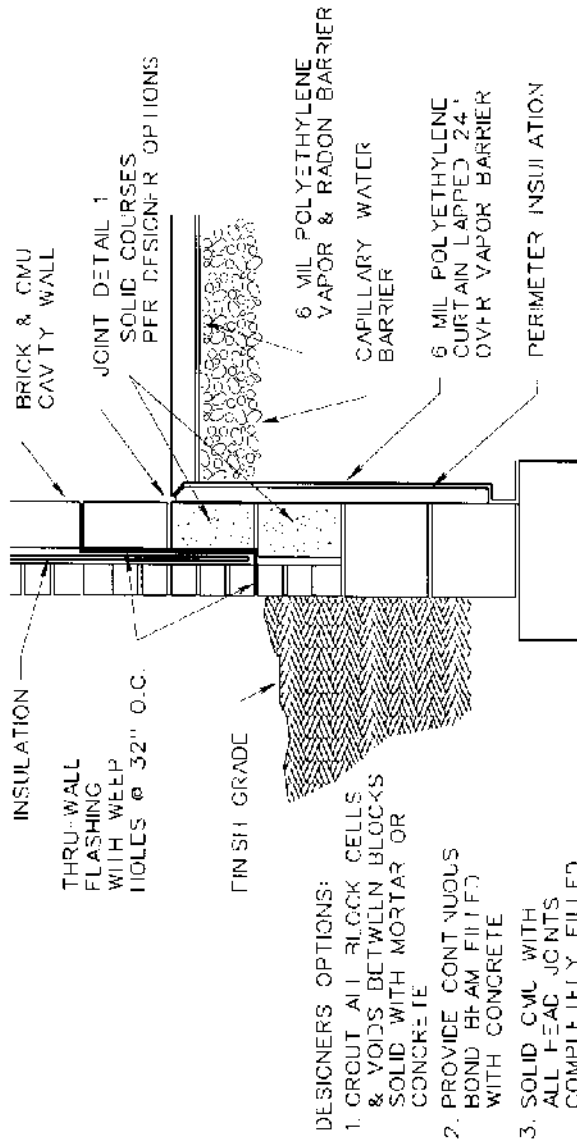 BRICK & CMU
CAVITY WALL
JOINT DETAIL 1
SOLID COURSES
PER DESIGNER OPTIONS
6 MIL POLYETHYLENE
VAPOR & RADON BARRIER
CAPILLARY WATER
BARRIER
6 MIL POLYETHYLENE
CURTAIN LAPPED 24"
OVER VAPOR BARRIER
PERIMETER INSULATION
INSULATION
THRU-WALL
FLASHING
WITH WEEP
HOLES @ 32" O.C.
FINISH GRADE
DESIGNERS OPTIONS:
1. GROUT ALL BLOCK CELLS
& VOIDS BETWEEN BLOCKS
SOLID WITH MORTAR OR
CONCRETE
2. PROVIDE CONTINUOUS
BOND BEAM FILLED
WITH CONCRETE
3. SOLID CMU WITH
ALL HEAD JOINTS
COMPLETELY FILLED